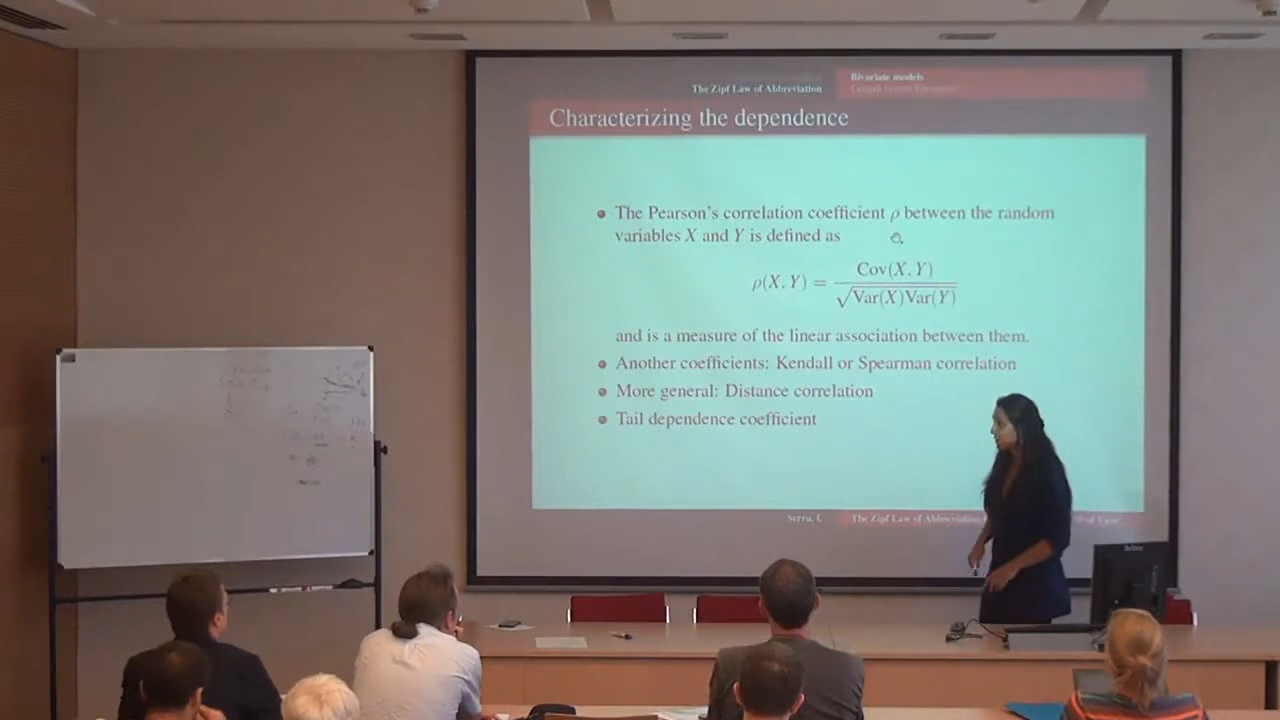 The Zipf Law of Abbreviation
Bivariate models
Characterizing the dependence
The Pearson's correlation coefficient ρ between the random
variables X and Y is defined as
ρ(X, Y) = Cov(X, Y) / √Var(X)Var(Y)
and is a measure of the linear association between them.
Another coefficients: Kendall or Spearman correlation
More general: Distance correlation
Tail dependence coefficient
The Zipf Law of Abbreviation